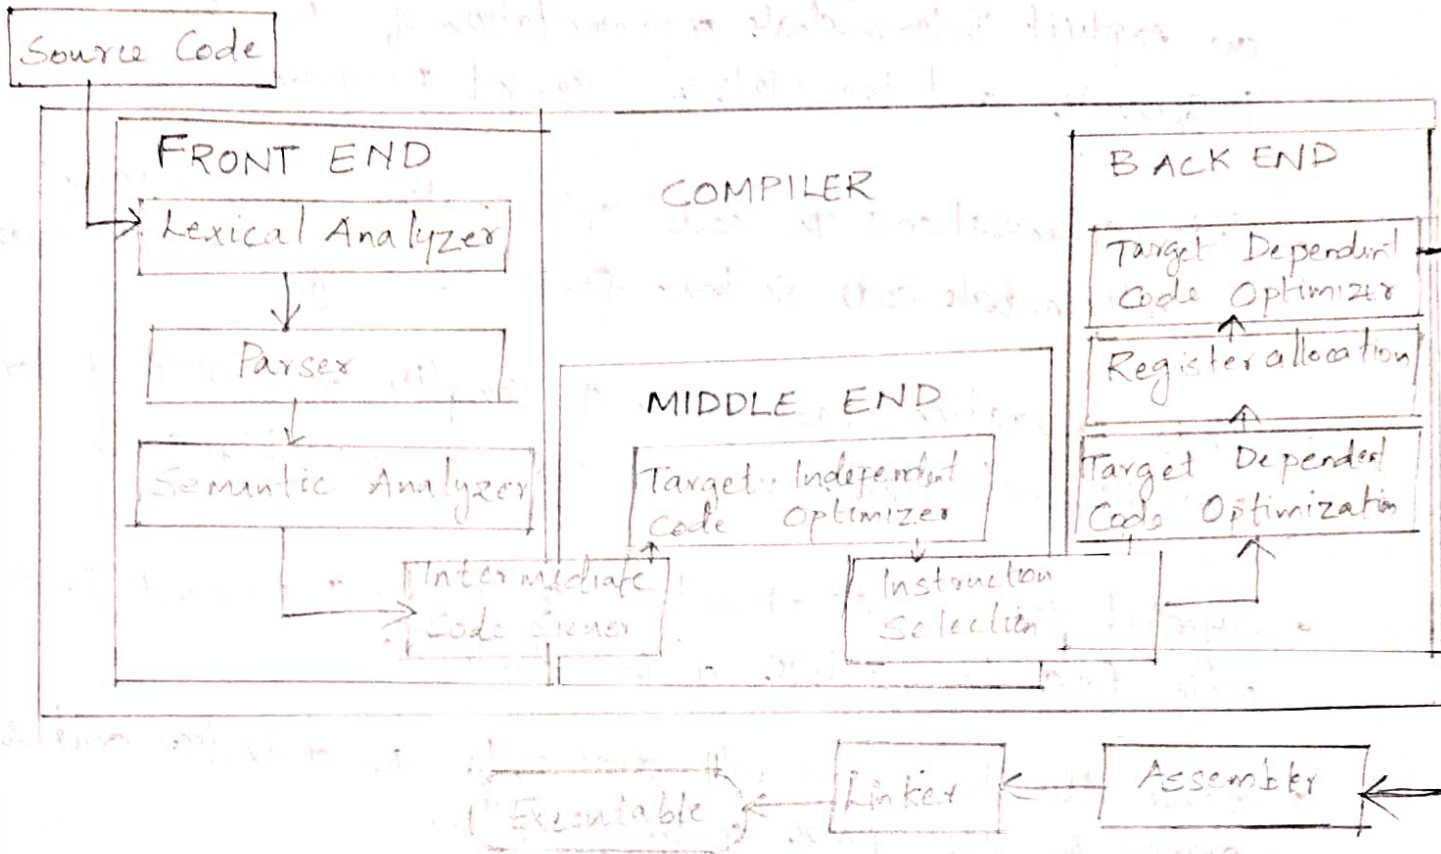 Source Code
FRONT END
Lexical Analyzer
Parser
Semantic Analyzer
Intermediate
Code
COMPILER
MIDDLE END
Target Independent
Code Optimizer
Instruction
Selection
BACK END
Target Dependent
Code Optimizer
Register allocation
Target Dependent
Code Optimization
Assembler
Linker
Executable